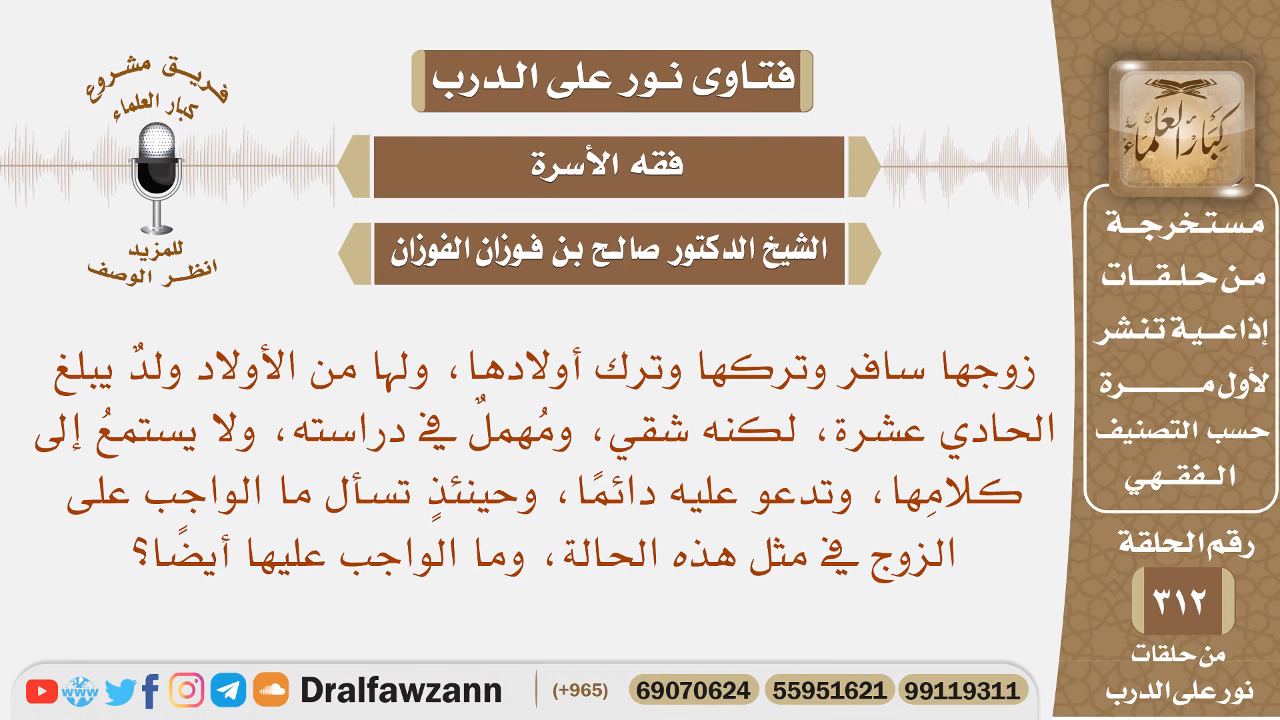 فتاوى نور على الدرب
فقه الأسرة
الشيخ الدكتور صالح بن فوزان الفوزان
فريق مشروع
كبار العلماء
للمزيد
انظر الوصف
زوجها سافر وتركها وترك أولادها، ولها من الأولاد ولدٌ يبلغ
الحادي عشرة، لكنه شقي، ومُهملٌ في دراسته، ولا يستمعُ إلى
كلامِها، وتدعو عليه دائمًا، وحينئذٍ تسأل ما الواجب على
الزوج في مثل هذه الحالة، وما الواجب عليها أيضًا؟
كِبَارُ العُلَمَاءِ
مستخرجة
من حلقات
إذاعية تنشر
لأول مرة
حسب التصنيف
الفقهي
رقم الحلقة
٣١٢
من حلقات
نور على الدرب
www Dralfawzann (+965) 69070624 55951621 99119311